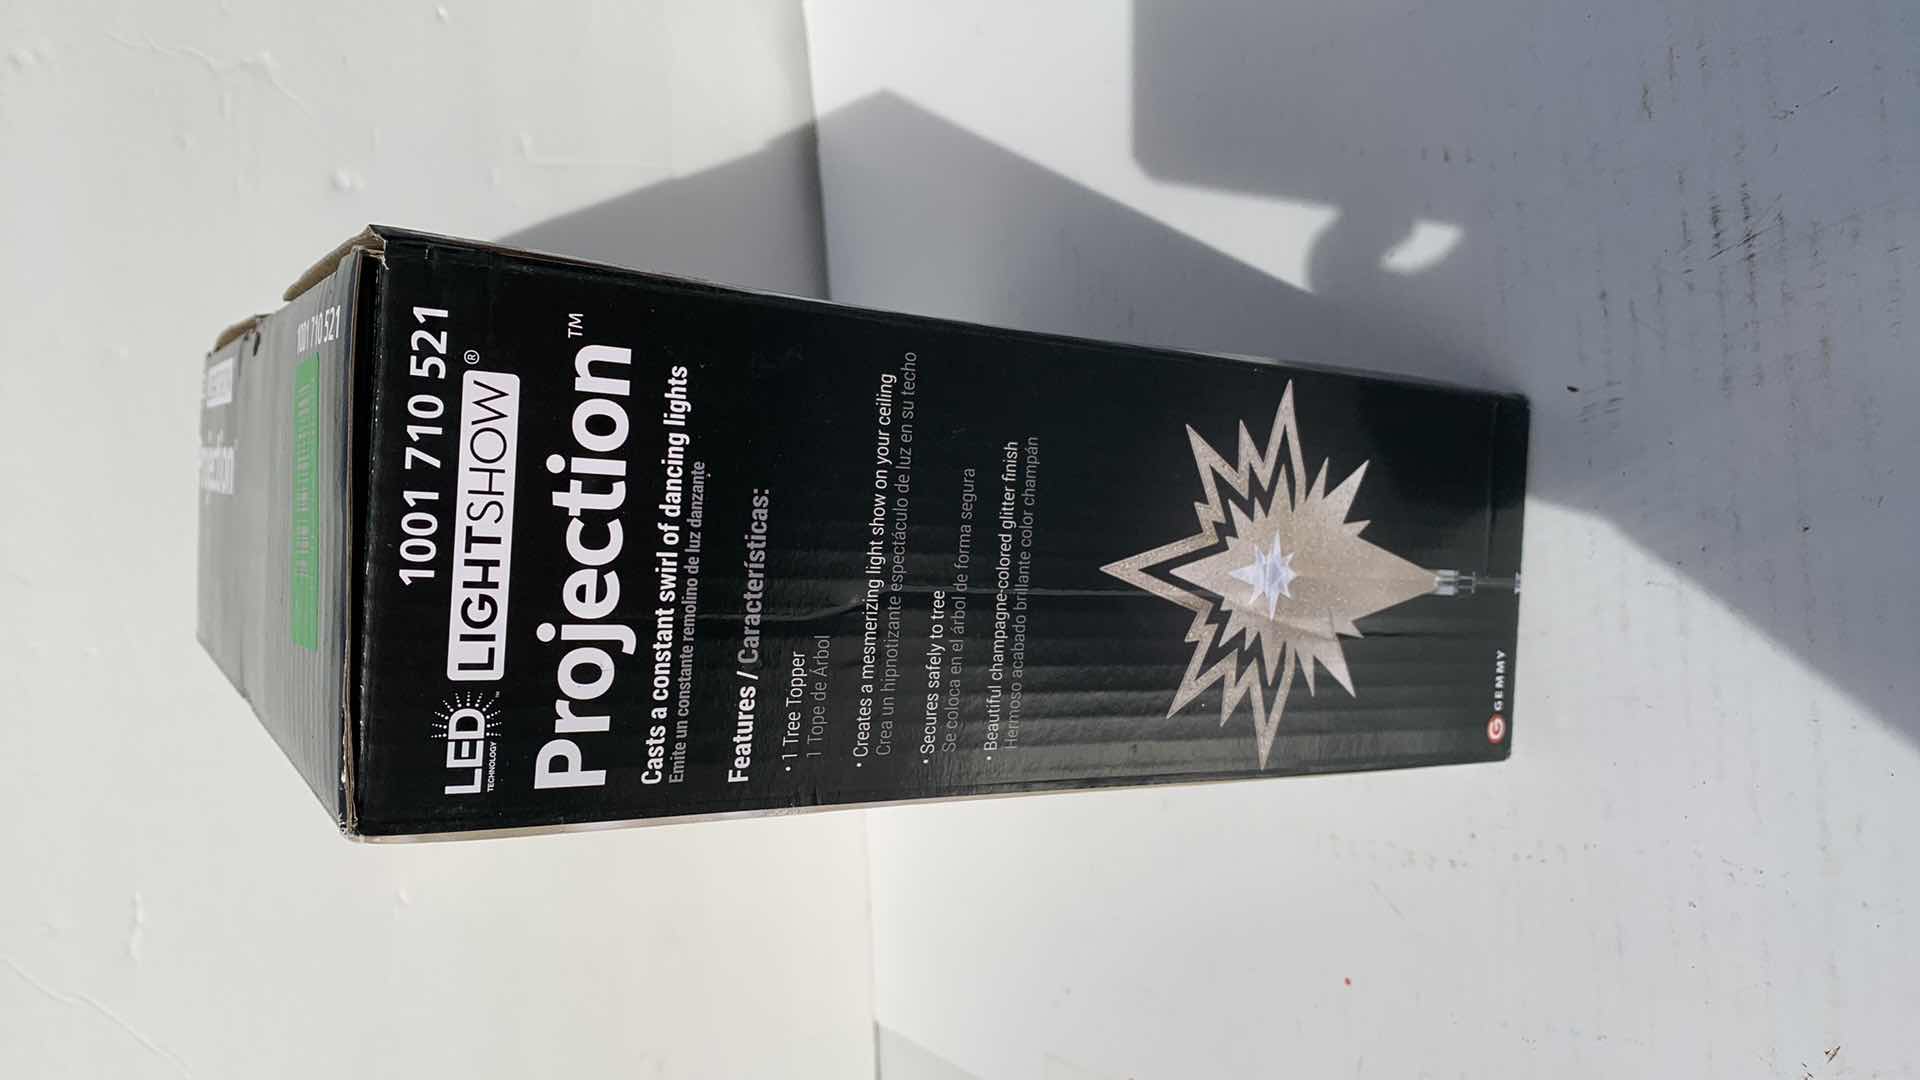 1001 710 521
1001 710 521
LED LIGHTSHOW®
TECHNOLOGY™
Projection™
Casts a constant swirl of dancing lights
Emite un constante remolino de luz danzante
Features / Características:
• 1 Tree Topper
1 Tope de Árbol
• Creates a mesmerizing light show on your ceiling
Crea un hipnotizante espectáculo de luz en su techo
• Secures safely to tree
Se coloca en el árbol de forma segura
• Beautiful champagne-colored glitter finish
Hermoso acabado brillante color champán
G GEMMY